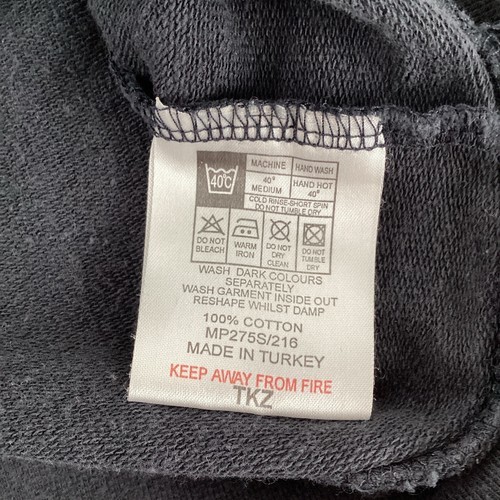 40°C
MACHINE
HAND WASH
40°
MEDIUM
HAND HOT
40°
COLD RINSE-SHORT SPIN
DO NOT TUMBLE DRY
DO NOT
BLEACH
WARM
IRON
DO NOT
DRY
CLEAN
DO NOT
TUMBLE
DRY
WASH DARK COLOURS
SEPARATELY
WASH GARMENT INSIDE OUT
RESHAPE WHILST DAMP
100% COTTON
MP275S/216
MADE IN TURKEY
KEEP AWAY FROM FIRE
TKZ